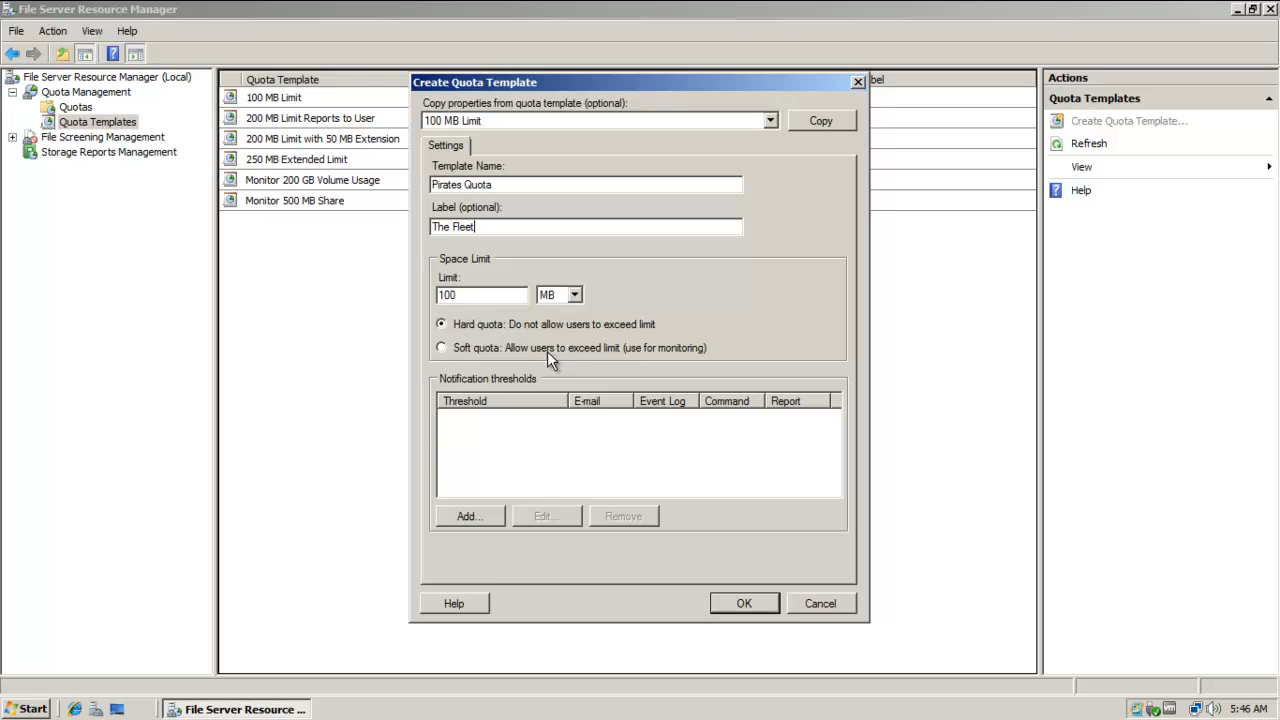 File Server Resource Manager
File Action View Help
File Server Resource Manager (Local)
Quota Management
Quotas
Quota Templates
File Screening Management
Storage Reports Management
Quota Template
100 MB Limit
200 MB Limit Reports to User
200 MB Limit with 50 MB Extension
250 MB Extended Limit
Monitor 200 GB Volume Usage
Monitor 500 MB Share
bel
Create Quota Template
Copy properties from quota template (optional):
100 MB Limit Copy
Settings
Template Name:
Pirates Quota
Label (optional):
The Fleet
Space Limit
Limit:
100 MB
Hard quota: Do not allow users to exceed limit
Soft quota: Allow users to exceed limit (use for monitoring)
Notification thresholds
Threshold E-mail Event Log Command Report
Add... Edit... Remove
Help OK Cancel
Actions
Quota Templates
Create Quota Template...
Refresh
View
Help
Start File Server Resource ... 5:46 AM